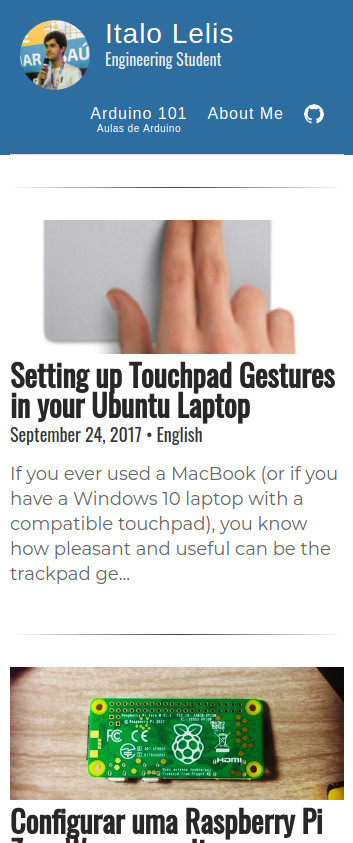 Italo Lelis
Engineering Student
Arduino 101
About Me
Aulas de Arduino
Setting up Touchpad Gestures
in your Ubuntu Laptop
September 24, 2017 • English
If you ever used a MacBook (or if you
have a Windows 10 laptop with a
compatible touchpad), you know
how pleasant and useful can be the
trackpad ge...
HDMI
Configurar uma Raspberry Pi